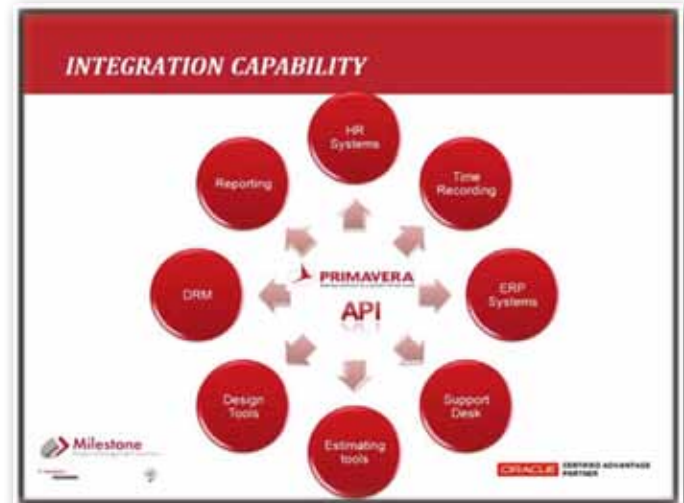 INTEGRATION CAPABILITY
HR
Systems
Time
Recording
ERP
Systems
Support
Desk
Estimating
tools
Design
Tools
DRM
Reporting
PRIMAVERA
API
Milestone
ORACLE
CERTIFIED ADVANTAGE
PARTNER